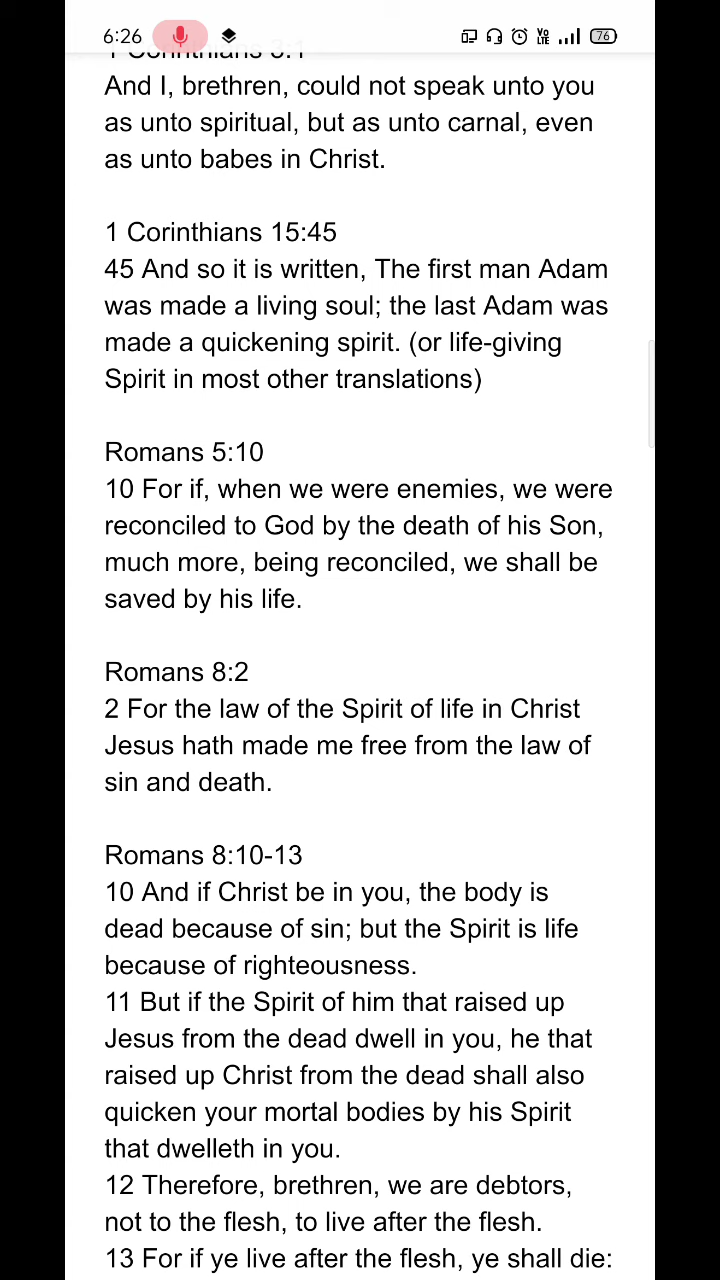 6:26
VO
LTE
76
1 Corinthians 3:1
And I, brethren, could not speak unto you
as unto spiritual, but as unto carnal, even
as unto babes in Christ.
1 Corinthians 15:45
45 And so it is written, The first man Adam
was made a living soul; the last Adam was
made a quickening spirit. (or life-giving
Spirit in most other translations)
Romans 5:10
10 For if, when we were enemies, we were
reconciled to God by the death of his Son,
much more, being reconciled, we shall be
saved by his life.
Romans 8:2
2 For the law of the Spirit of life in Christ
Jesus hath made me free from the law of
sin and death.
Romans 8:10-13
10 And if Christ be in you, the body is
dead because of sin; but the Spirit is life
because of righteousness.
11 But if the Spirit of him that raised up
Jesus from the dead dwell in you, he that
raised up Christ from the dead shall also
quicken your mortal bodies by his Spirit
that dwelleth in you.
12 Therefore, brethren, we are debtors,
not to the flesh, to live after the flesh.
13 For if ye live after the flesh, ye shall die: